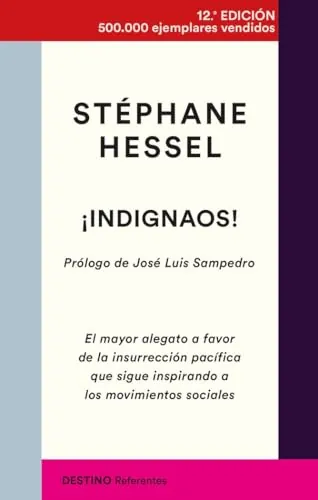 12.ª EDICIÓN
500.000 ejemplares vendidos
STÉPHANE
HESSEL
¡INDIGNAOS!
Prólogo de José Luis Sampedro
El mayor alegato a favor
de la insurrección pacífica
que sigue inspirando a
los movimientos sociales
DESTINO Referentes